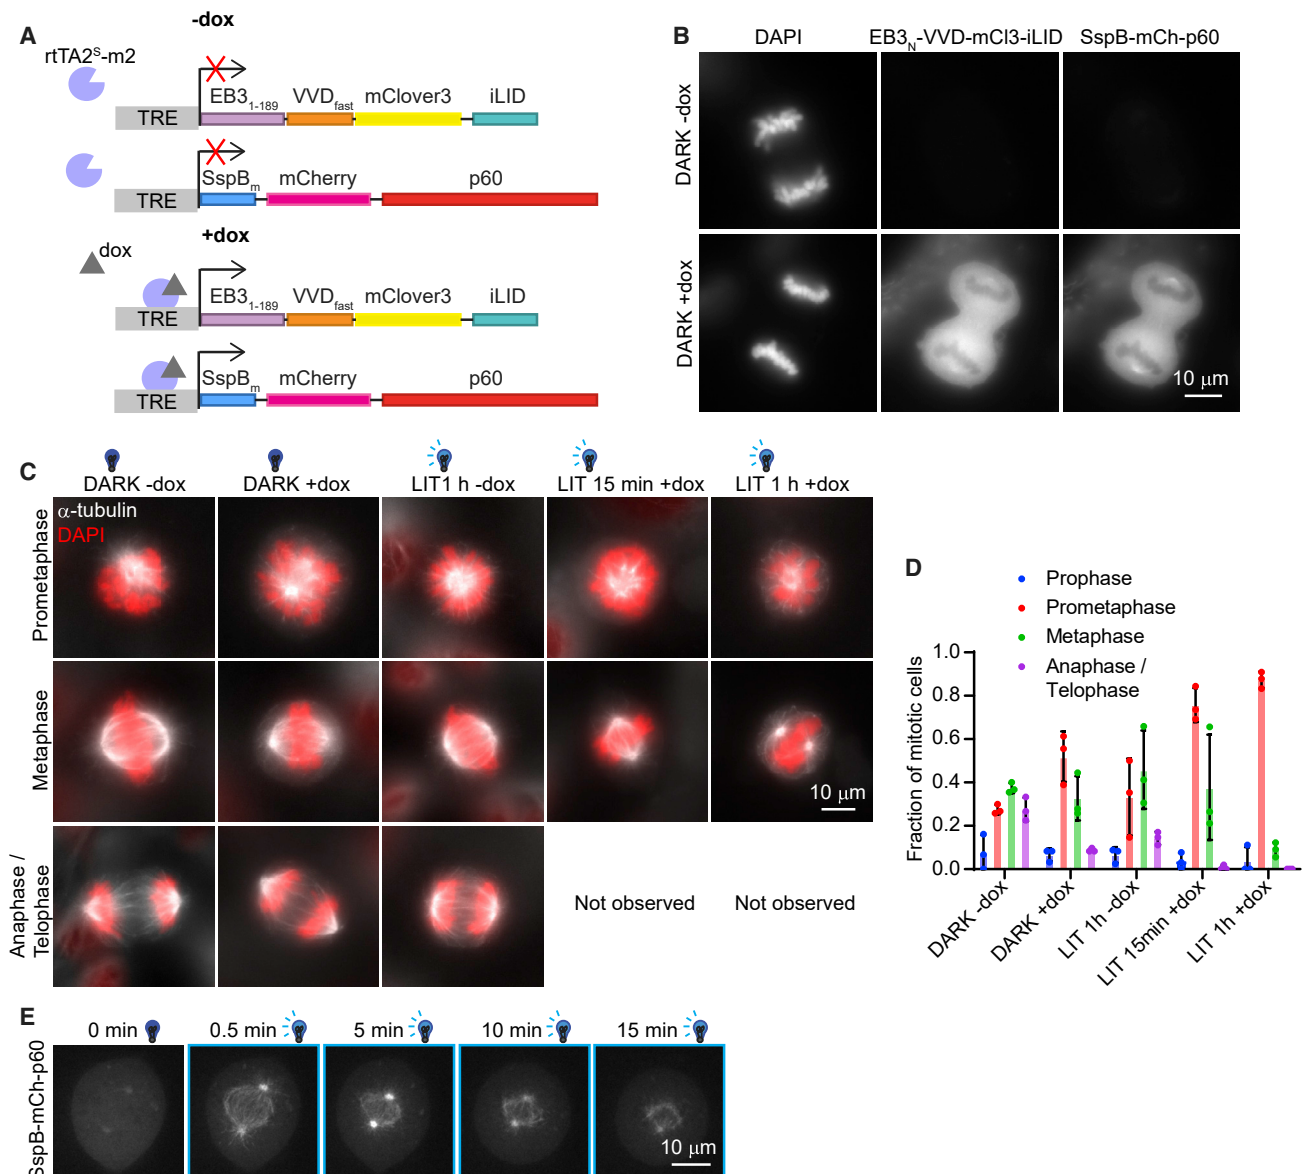 A
-dox
rtTA2S-m2
EB31-189 VVDfast mClover3 iLID
TRE
SspBm mCherry p60
TRE
+dox
dox
EB31-189 VVDfast mClover3 iLID
TRE
SspBm mCherry p60
TRE
B
DAPI EB3N-VVD-mCl3-iLID SspB-mCh-p60
DARK -dox
DARK +dox
10 μm
C
DARK -dox DARK +dox LIT1 h -dox LIT 15 min +dox LIT 1 h +dox
α-tubulin
DAPI
Prometaphase
Metaphase
10 μm
Anaphase /
Telophase
Not observed Not observed
D
Prophase
Prometaphase
Metaphase
Anaphase /
Telophase
Fraction of mitotic cells
1.0
0.8
0.6
0.4
0.2
0.0
DARK -dox
DARK +dox
LIT 1h -dox
LIT 15min +dox
LIT 1h +dox
E
0 min 0.5 min 5 min 10 min 15 min
SspB-mCh-p60
10 μm